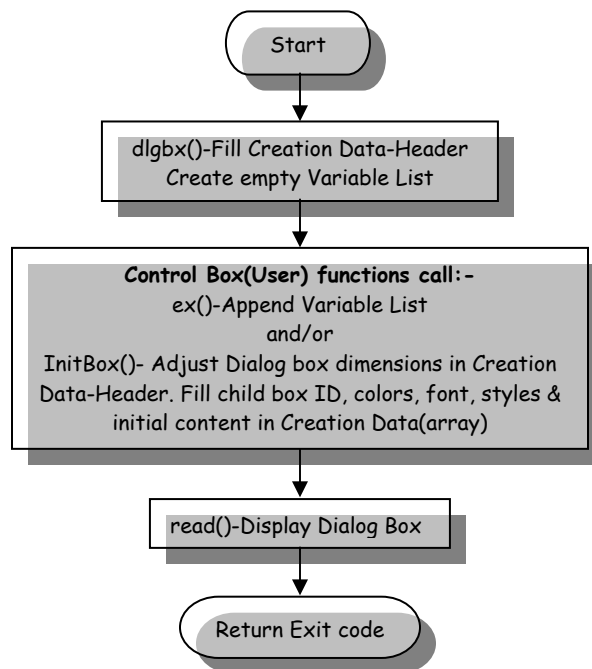 Start
dlgbx()-Fill Creation Data-Header
Create empty Variable List
Control Box(User) functions call:-
ex()-Append Variable List
and/or
InitBox()- Adjust Dialog box dimensions in Creation
Data-Header. Fill child box ID, colors, font, styles &
initial content in Creation Data(array)
read()-Display Dialog Box
Return Exit code